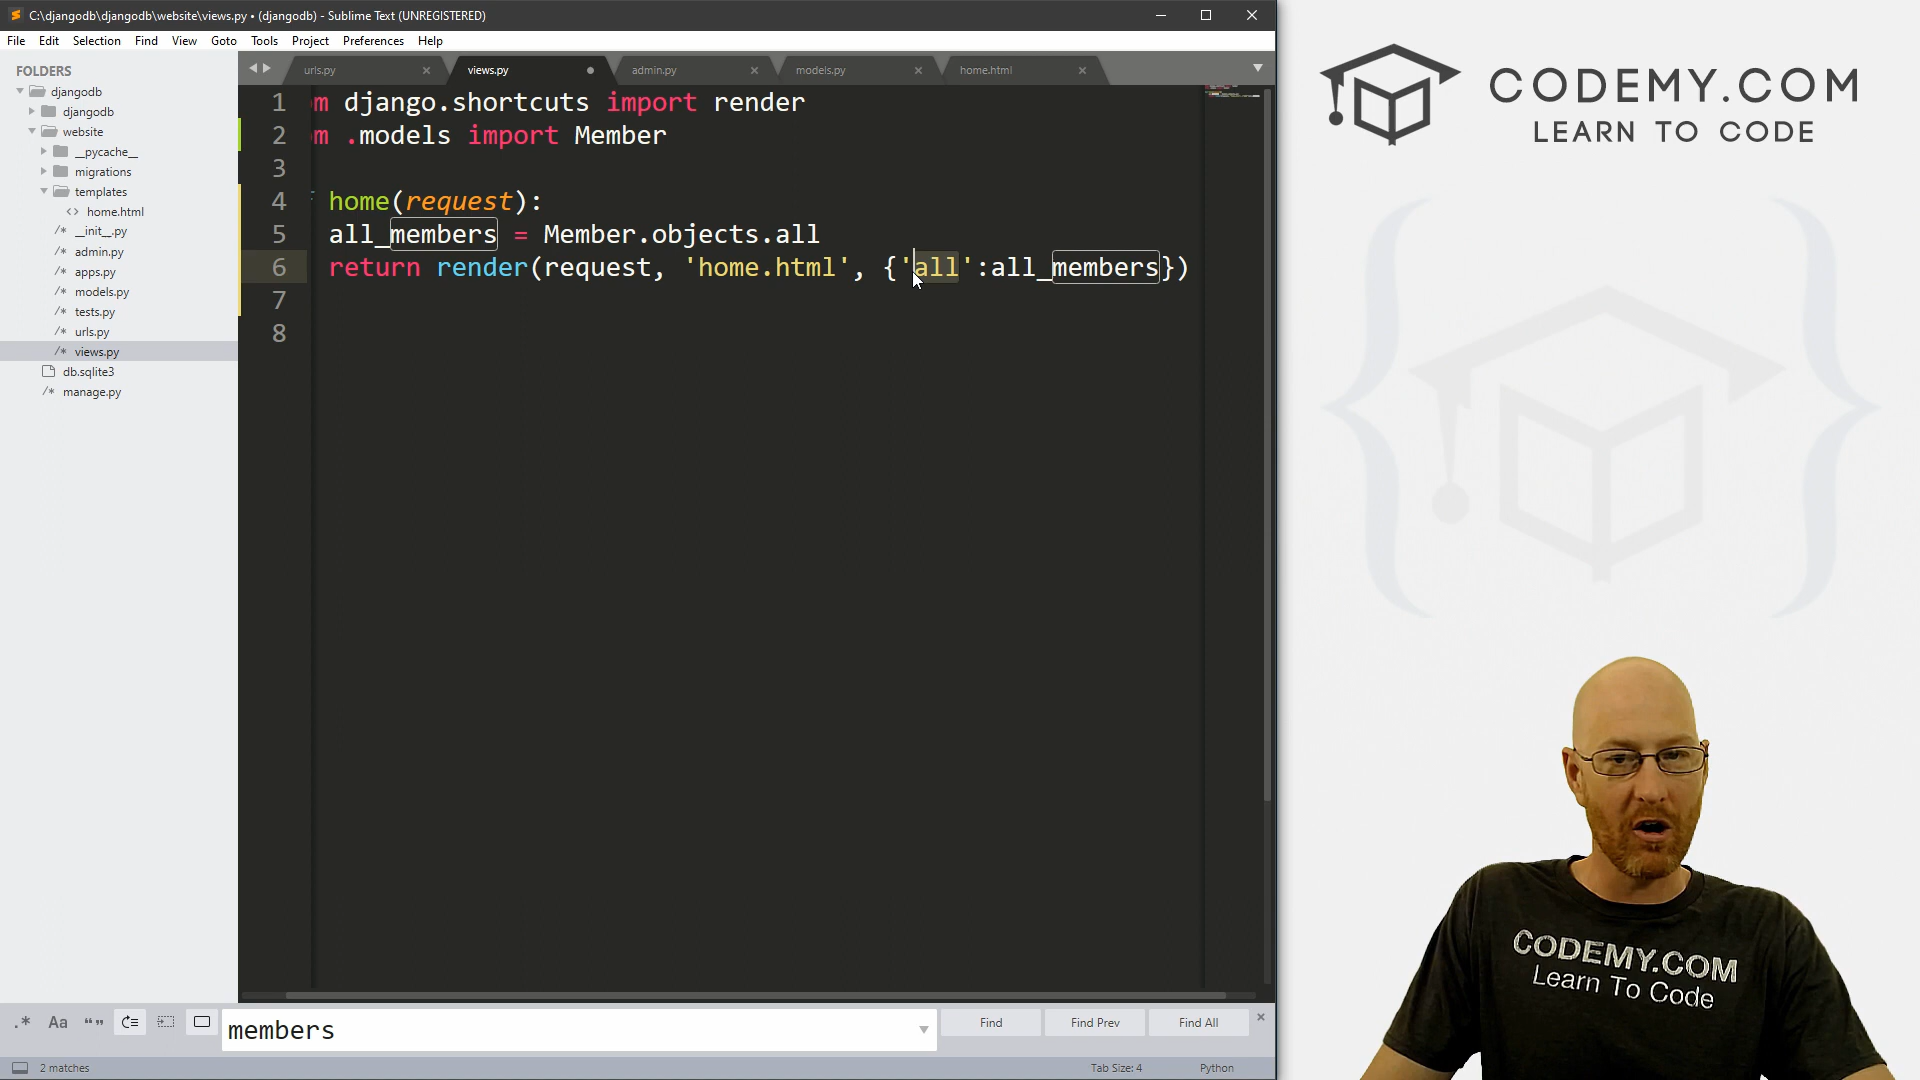 C:\djangodb\djangodb\website\views.py • (djangodb) - Sublime Text (UNREGISTERED)
File Edit Selection Find View Goto Tools Project Preferences Help
FOLDERS
djangodb
djangodb
website
__pycache__
migrations
templates
<> home.html
/* __init__.py
/* admin.py
/* apps.py
/* models.py
/* tests.py
/* urls.py
/* views.py
db.sqlite3
/* manage.py
urls.py views.py admin.py models.py home.html
1 om django.shortcuts import render
2 om .models import Member
3
4 home(request):
5 all_members = Member.objects.all
6 return render(request, 'home.html', {'all':all_members})
7
8
.* Aa “” members Find Find Prev Find All
2 matches Tab Size: 4 Python
CODEMY.COM
LEARN TO CODE
CODEMY.COM
Learn To Code